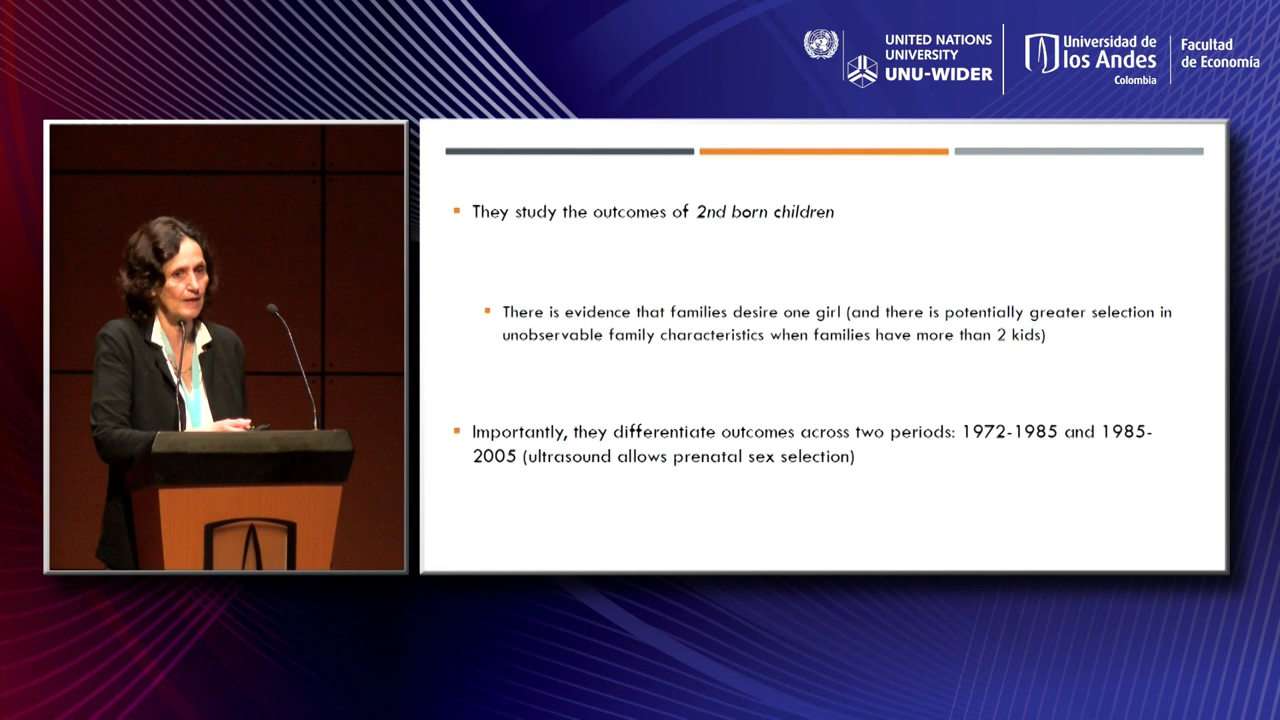 UNITED NATIONS
UNIVERSITY
UNU-WIDER
Universidad de
los Andes
Colombia
Facultad
de Economía
They study the outcomes of 2nd born children
There is evidence that families desire one girl (and there is potentially greater selection in
unobservable family characteristics when families have more than 2 kids)
Importantly, they differentiate outcomes across two periods: 1972-1985 and 1985-
2005 (ultrasound allows prenatal sex selection)